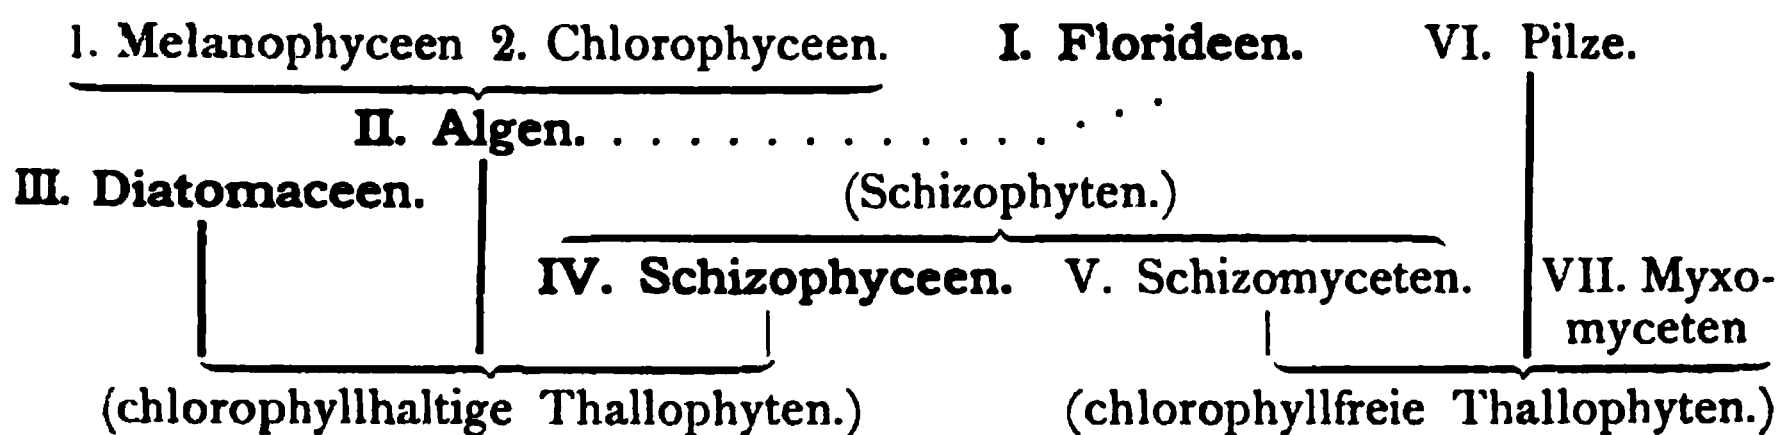 1. Melanophyceen 2. Chlorophyceen. I. Florideen. VI. Pilze.
II. Algen. . . . . . . . . . . . . . . . .
III. Diatomaceen. (Schizophyten.)
IV. Schizophyceen. V. Schizomyceten. VII. Myxo-
myceten
(chlorophyllhaltige Thallophyten.) (chlorophyllfreie Thallophyten.)